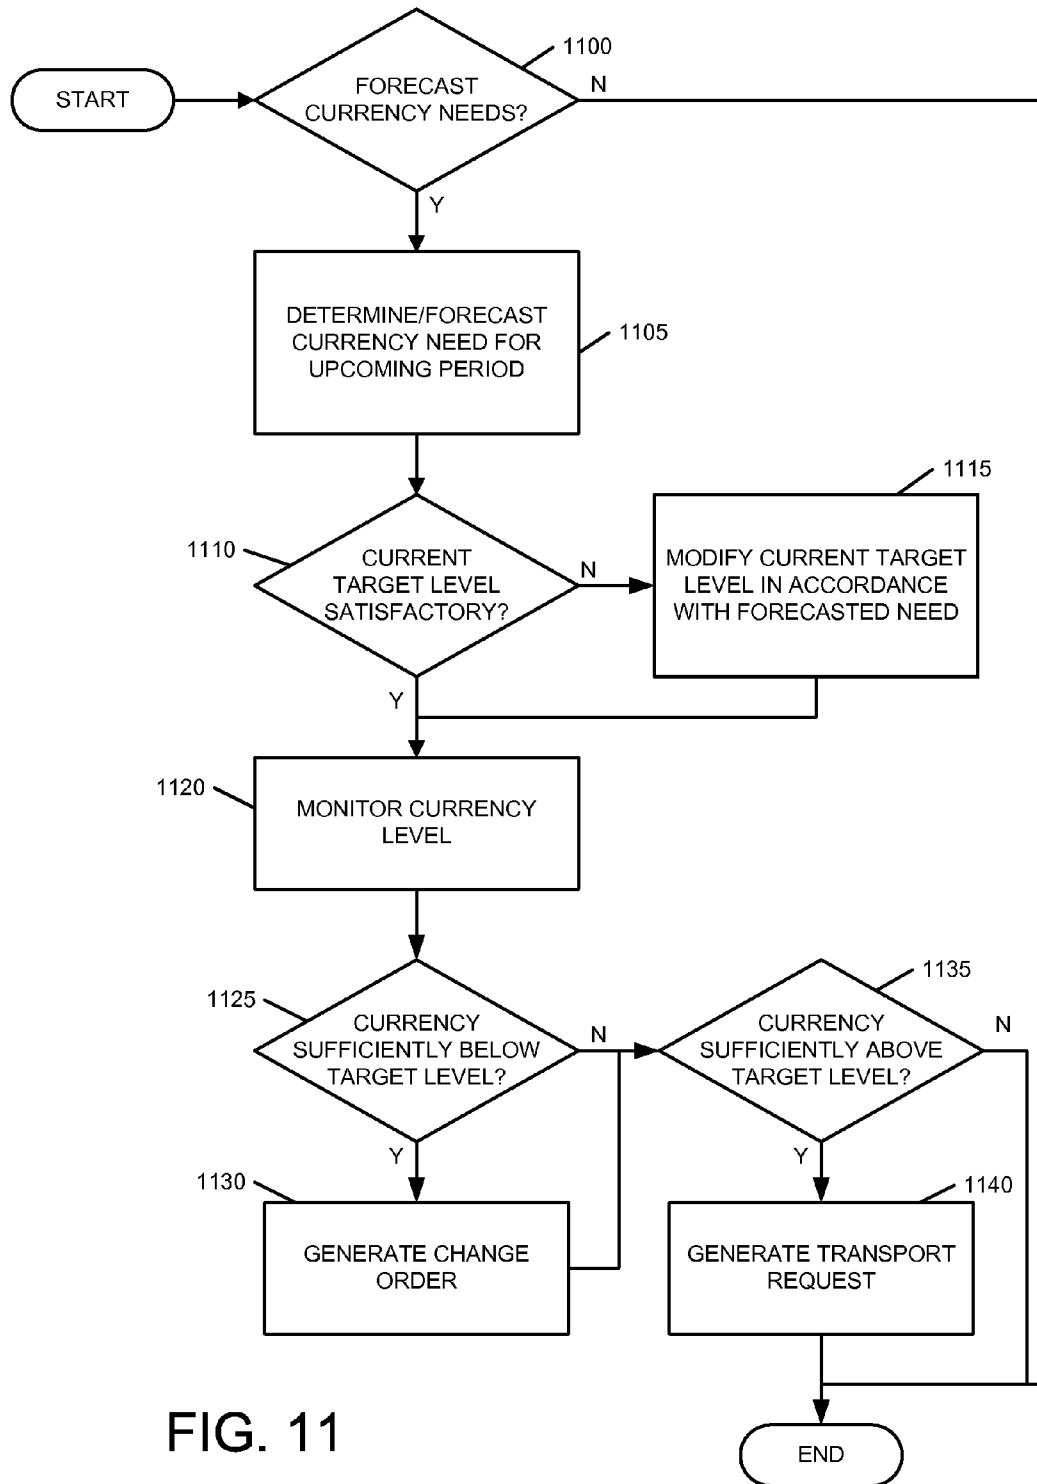 1100
START
FORECAST
CURRENCY NEEDS?
N
Y
DETERMINE/FORECAST
CURRENCY NEED FOR
UPCOMING PERIOD
1105
1115
1110
CURRENT
TARGET LEVEL
SATISFACTORY?
N
MODIFY CURRENT TARGET
LEVEL IN ACCORDANCE
WITH FORECASTED NEED
Y
1120
MONITOR CURRENCY
LEVEL
1125
CURRENCY
SUFFICIENTLY BELOW
TARGET LEVEL?
N
1135
CURRENCY
SUFFICIENTLY ABOVE
TARGET LEVEL?
N
Y
Y
1130
GENERATE CHANGE
ORDER
1140
GENERATE TRANSPORT
REQUEST
FIG. 11
END